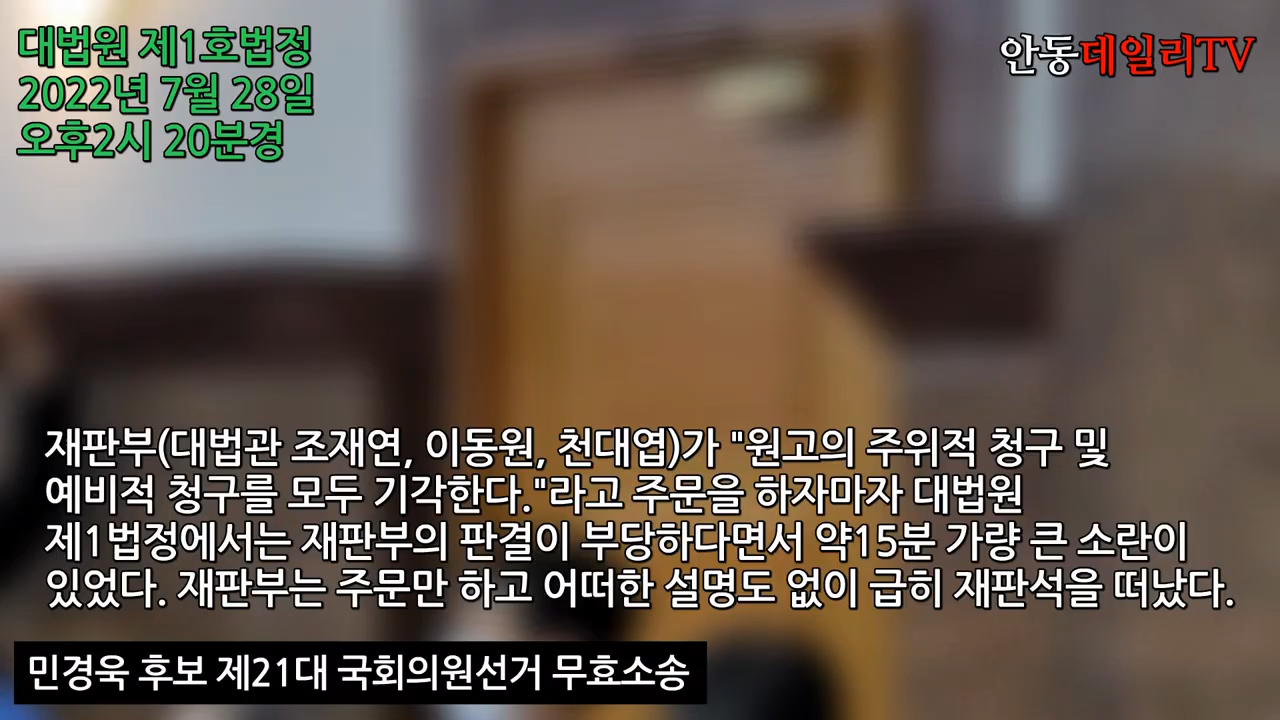 대법원 제1호법정
2022년 7월 28일
오후2시 20분경
안동데일리TV
재판부(대법관 조재연, 이동원, 천대엽)가 "원고의 주위적 청구 및
예비적 청구를 모두 기각한다."라고 주문을 하자마자 대법원
제1법정에서는 재판부의 판결이 부당하다면서 약15분 가량 큰 소란이
있었다. 재판부는 주문만 하고 어떠한 설명도 없이 급히 재판석을 떠났다.
민경욱 후보 제21대 국회의원선거 무효소송